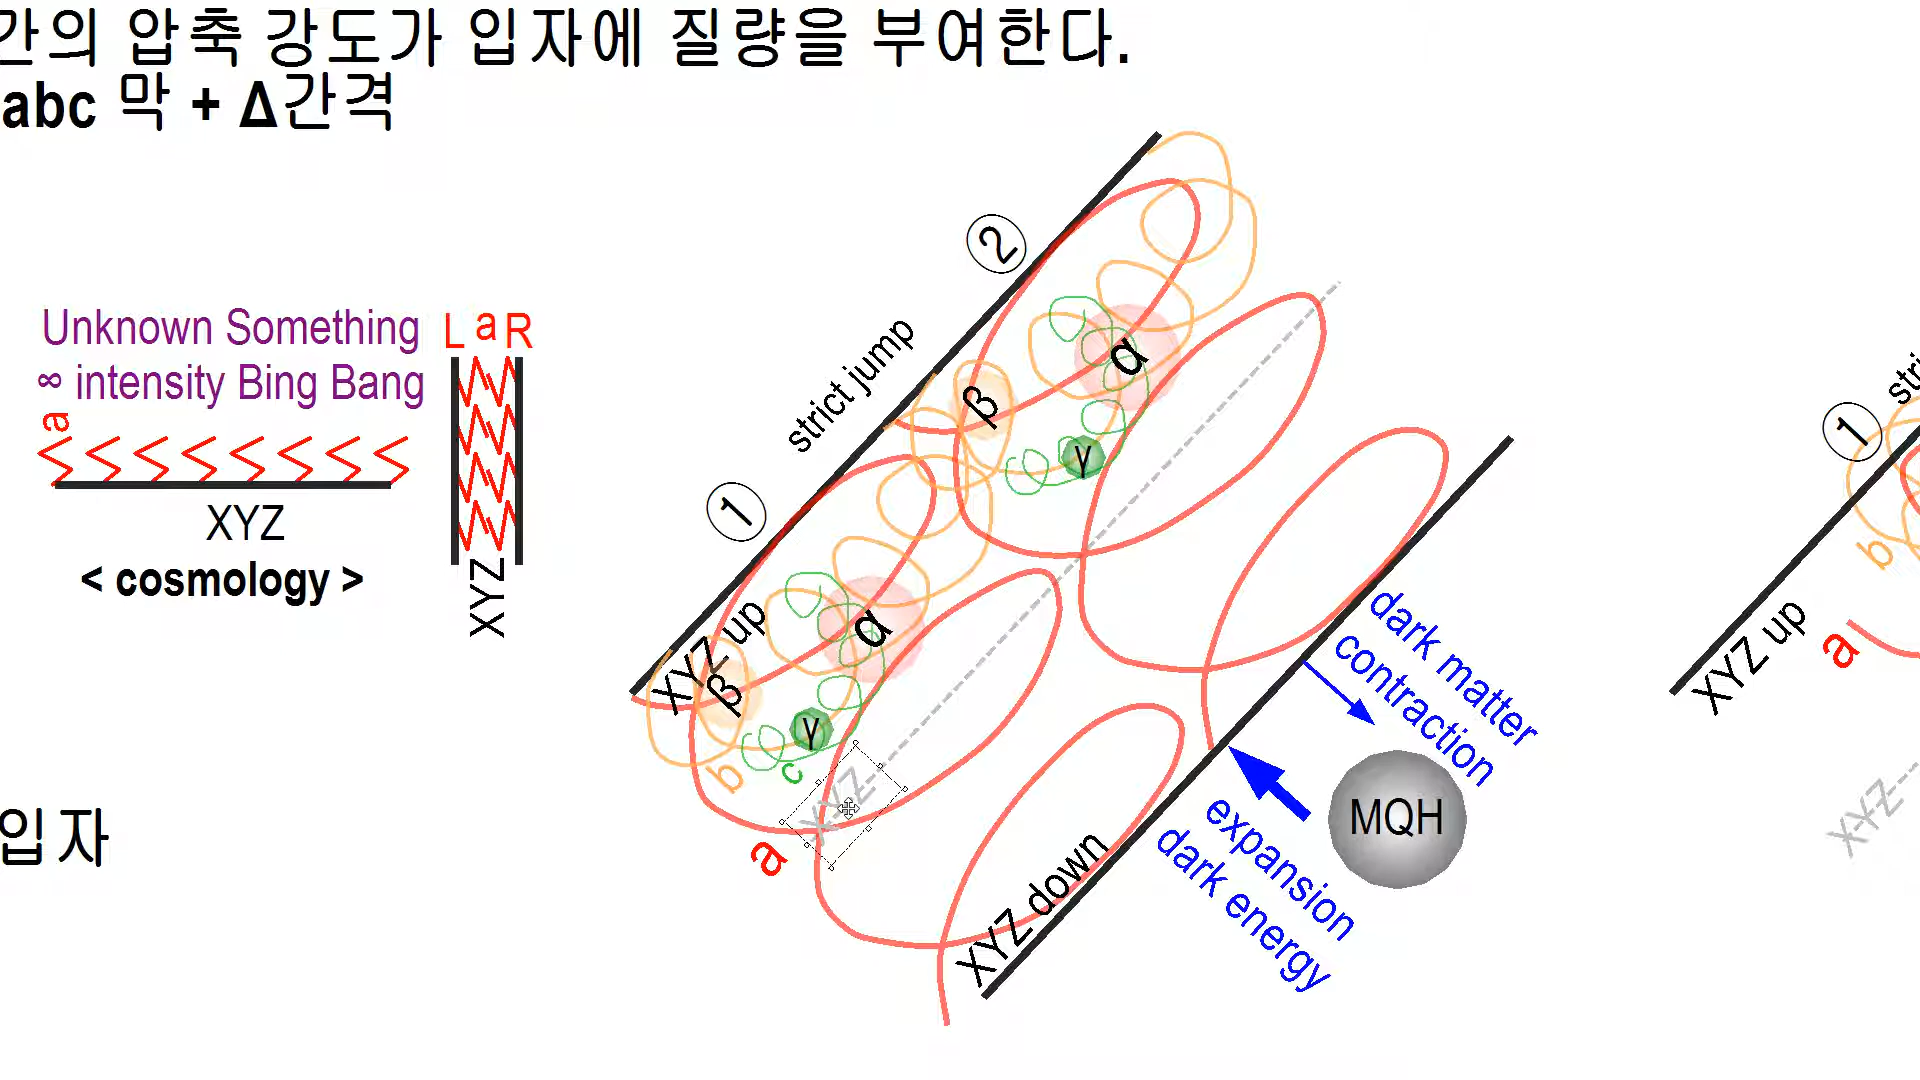 간의 압축 강도가 입자에 질량을 부여한다.
abc 막 + Δ간격
Unknown Something
∞ intensity Bing Bang
a
XYZ
< cosmology >
L a R
XYZ
입자
②
strict jump
①
XYZ up
α
β
γ
α
β
γ
b
c
a
XYZ
XYZ down
dark matter
contraction
expansion
dark energy
MQH
①
b
XYZ up
a
XYZ